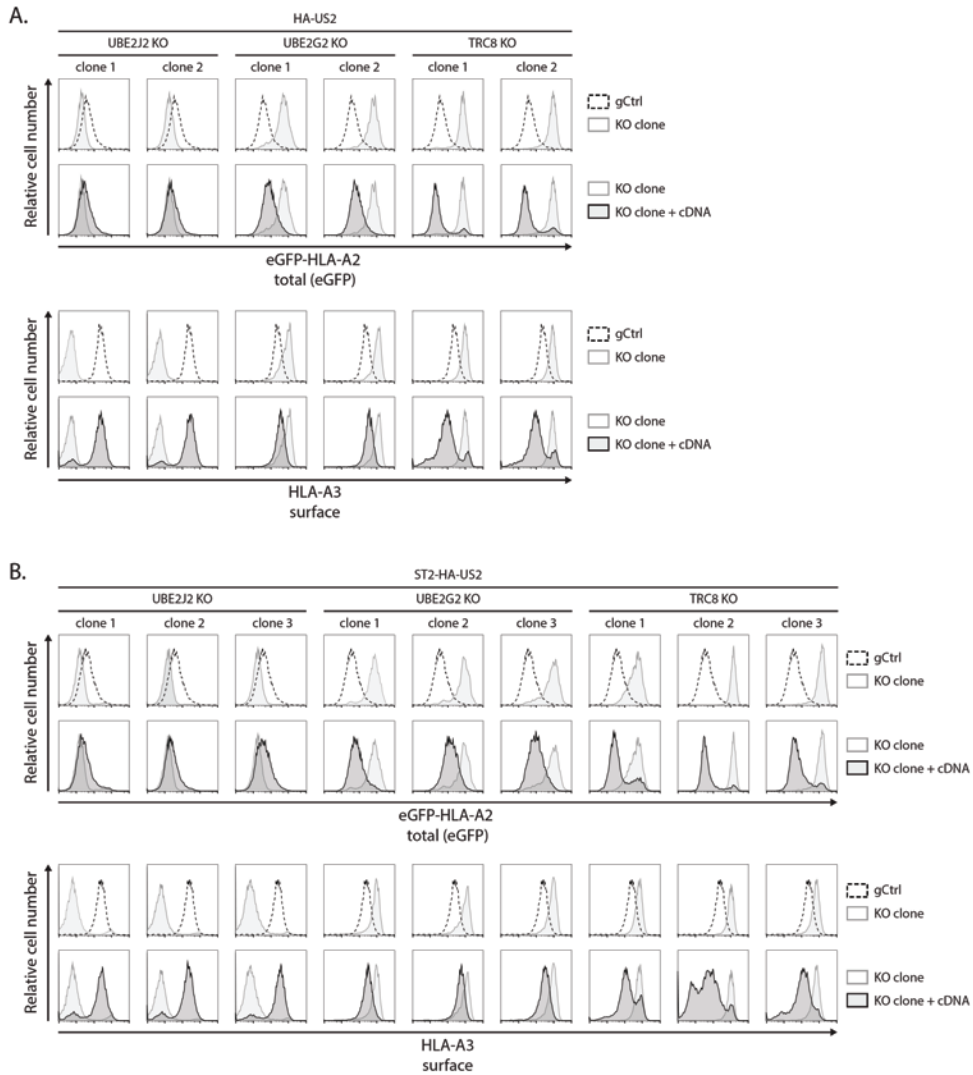 A.
HA-US2
UBE2J2 KO UBE2G2 KO TRC8 KO
clone 1 clone 2 clone 1 clone 2 clone 1 clone 2
Relative cell number
gCtrl
KO clone
KO clone
KO clone + cDNA
eGFP-HLA-A2
total (eGFP)
Relative cell number
gCtrl
KO clone
KO clone
KO clone + cDNA
HLA-A3
surface
B.
ST2-HA-US2
UBE2J2 KO UBE2G2 KO TRC8 KO
clone 1 clone 2 clone 3 clone 1 clone 2 clone 3 clone 1 clone 2 clone 3
Relative cell number
gCtrl
KO clone
KO clone
KO clone + cDNA
eGFP-HLA-A2
total (eGFP)
Relative cell number
gCtrl
KO clone
KO clone
KO clone + cDNA
HLA-A3
surface